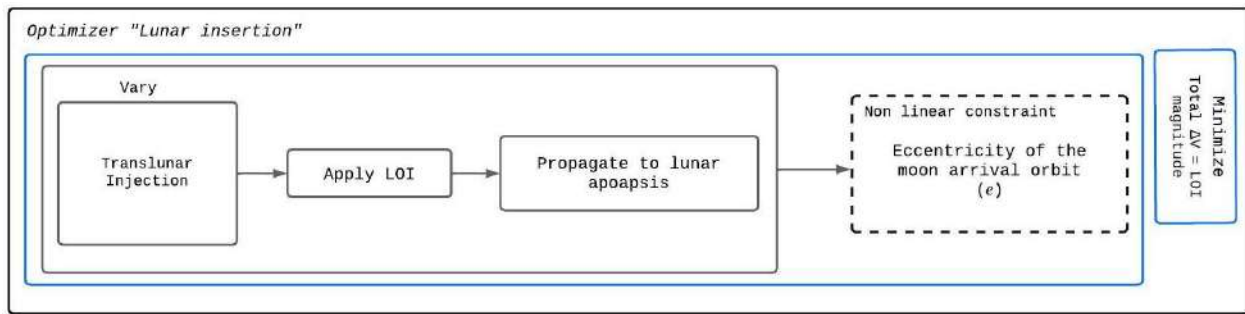 Optimizer "Lunar insertion"
Vary
Translunar
Injection
Apply LOI
Propagate to lunar
apoapsis
Non linear constraint
Eccentricity of the
moon arrival orbit
(e)
Minimize
Total ΔV = LOI
magnitude